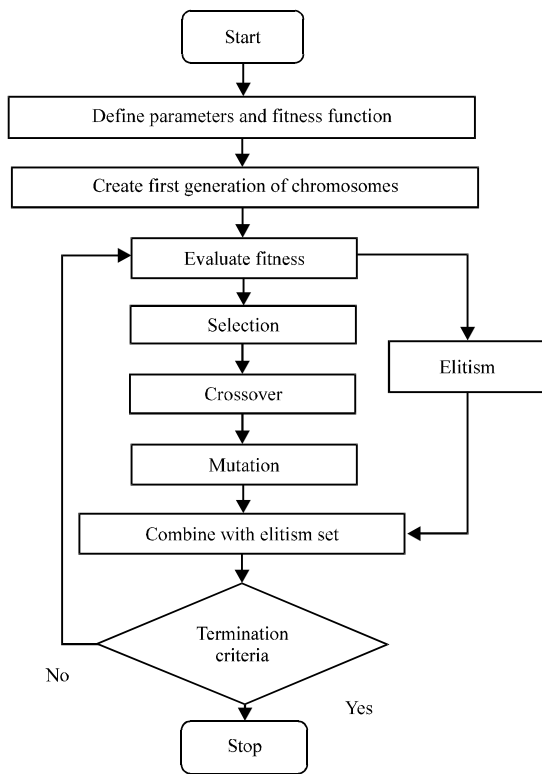 Start
Define parameters and fitness function
Create first generation of chromosomes
Evaluate fitness
Selection
Elitism
Crossover
Mutation
Combine with elitism set
Termination
criteria
No
Yes
Stop